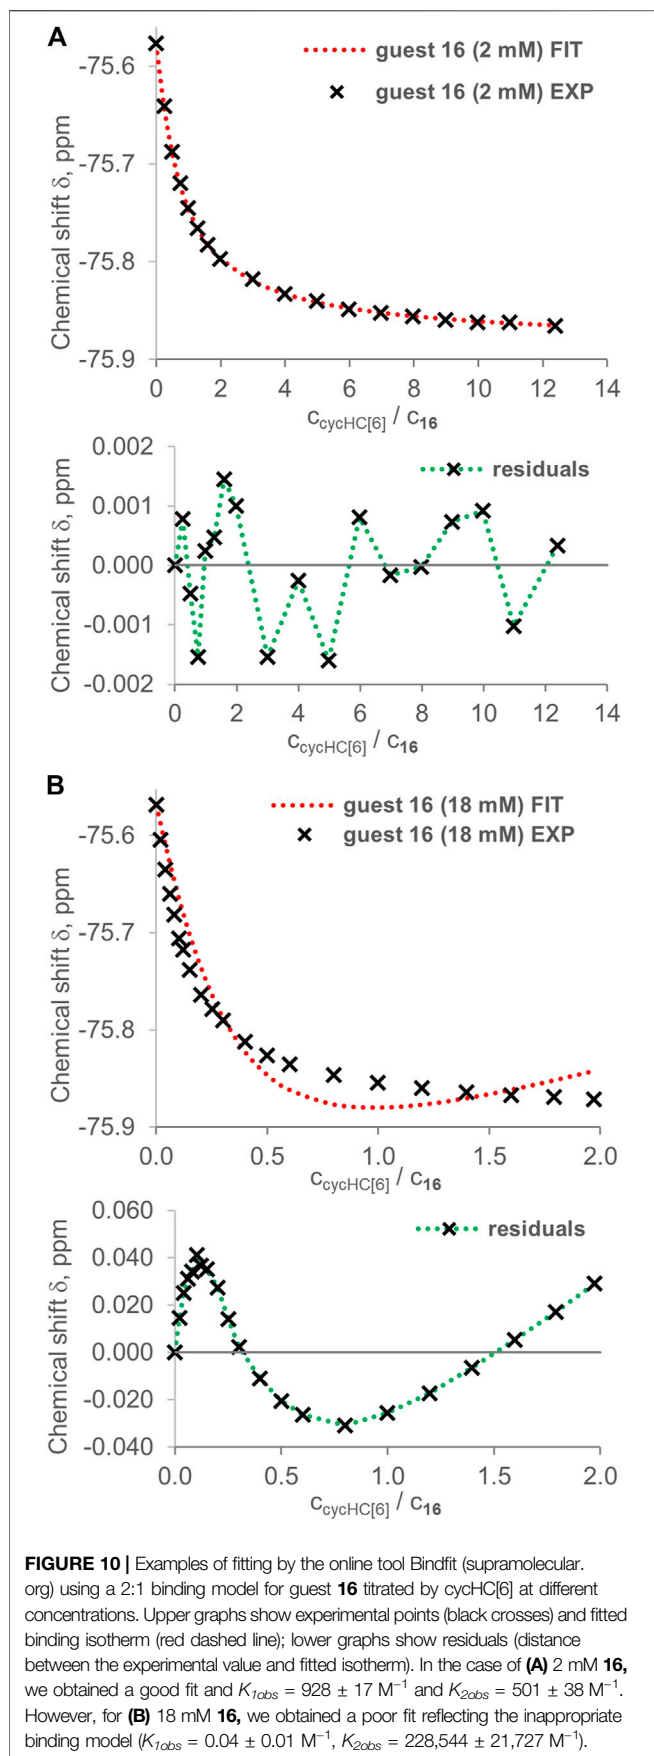 A
guest 16 (2 mM) FIT
guest 16 (2 mM) EXP
Chemical shift δ, ppm
-75.6
-75.7
-75.8
-75.9
0 2 4 6 8 10 12 14
c cycHC[6] / c 16
residuals
Chemical shift δ, ppm
0.002
0.001
0.000
-0.001
-0.002
0 2 4 6 8 10 12 14
c cycHC[6] / c 16
B
guest 16 (18 mM) FIT
guest 16 (18 mM) EXP
Chemical shift δ, ppm
-75.6
-75.7
-75.8
-75.9
0.0 0.5 1.0 1.5 2.0
c cycHC[6] / c 16
residuals
Chemical shift δ, ppm
0.060
0.040
0.020
0.000
-0.020
-0.040
0.0 0.5 1.0 1.5 2.0
c cycHC[6] / c 16
FIGURE 10 | Examples of fitting by the online tool Bindfit (supramolecular.
org) using a 2:1 binding model for guest 16 titrated by cycHC[6] at different
concentrations. Upper graphs show experimental points (black crosses) and fitted
binding isotherm (red dashed line); lower graphs show residuals (distance
between the experimental value and fitted isotherm). In the case of (A) 2 mM 16,
we obtained a good fit and K1obs = 928 ± 17 M−1 and K2obs = 501 ± 38 M−1.
However, for (B) 18 mM 16, we obtained a poor fit reflecting the inappropriate
binding model (K1obs = 0.04 ± 0.01 M−1, K2obs = 228,544 ± 21,727 M−1).